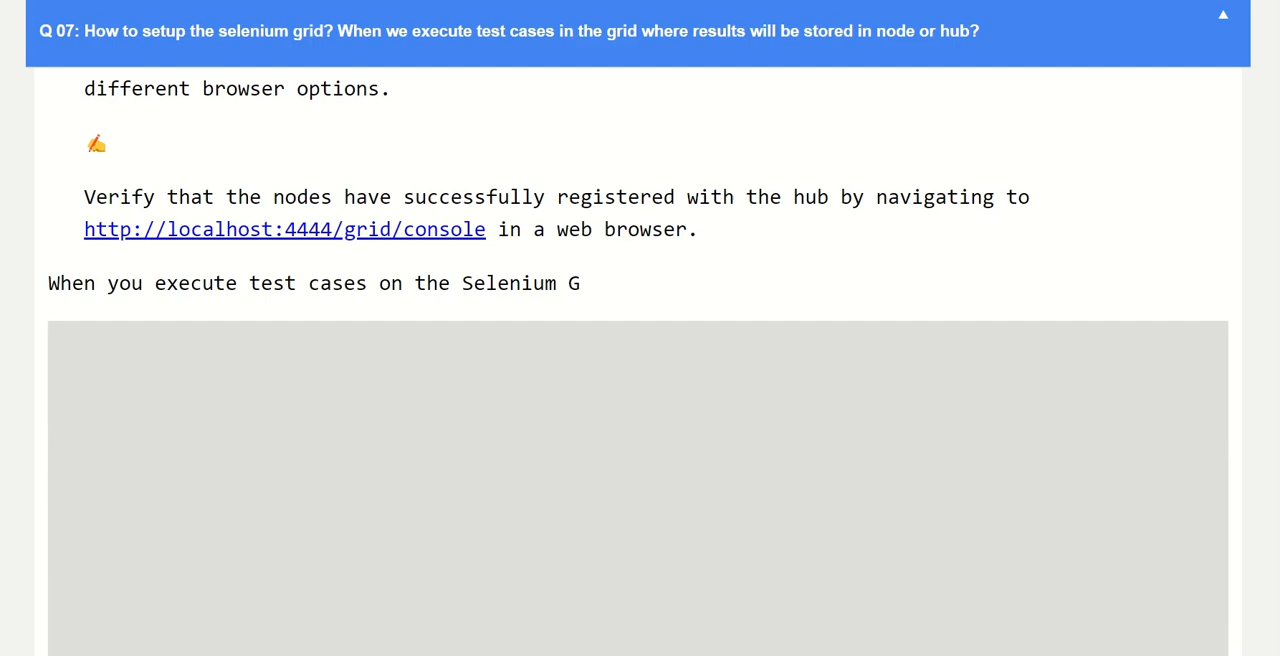 Q 07: How to setup the selenium grid? When we execute test cases in the grid where results will be stored in node or hub?
different browser options.
Verify that the nodes have successfully registered with the hub by navigating to
http://localhost:4444/grid/console in a web browser.
When you execute test cases on the Selenium G